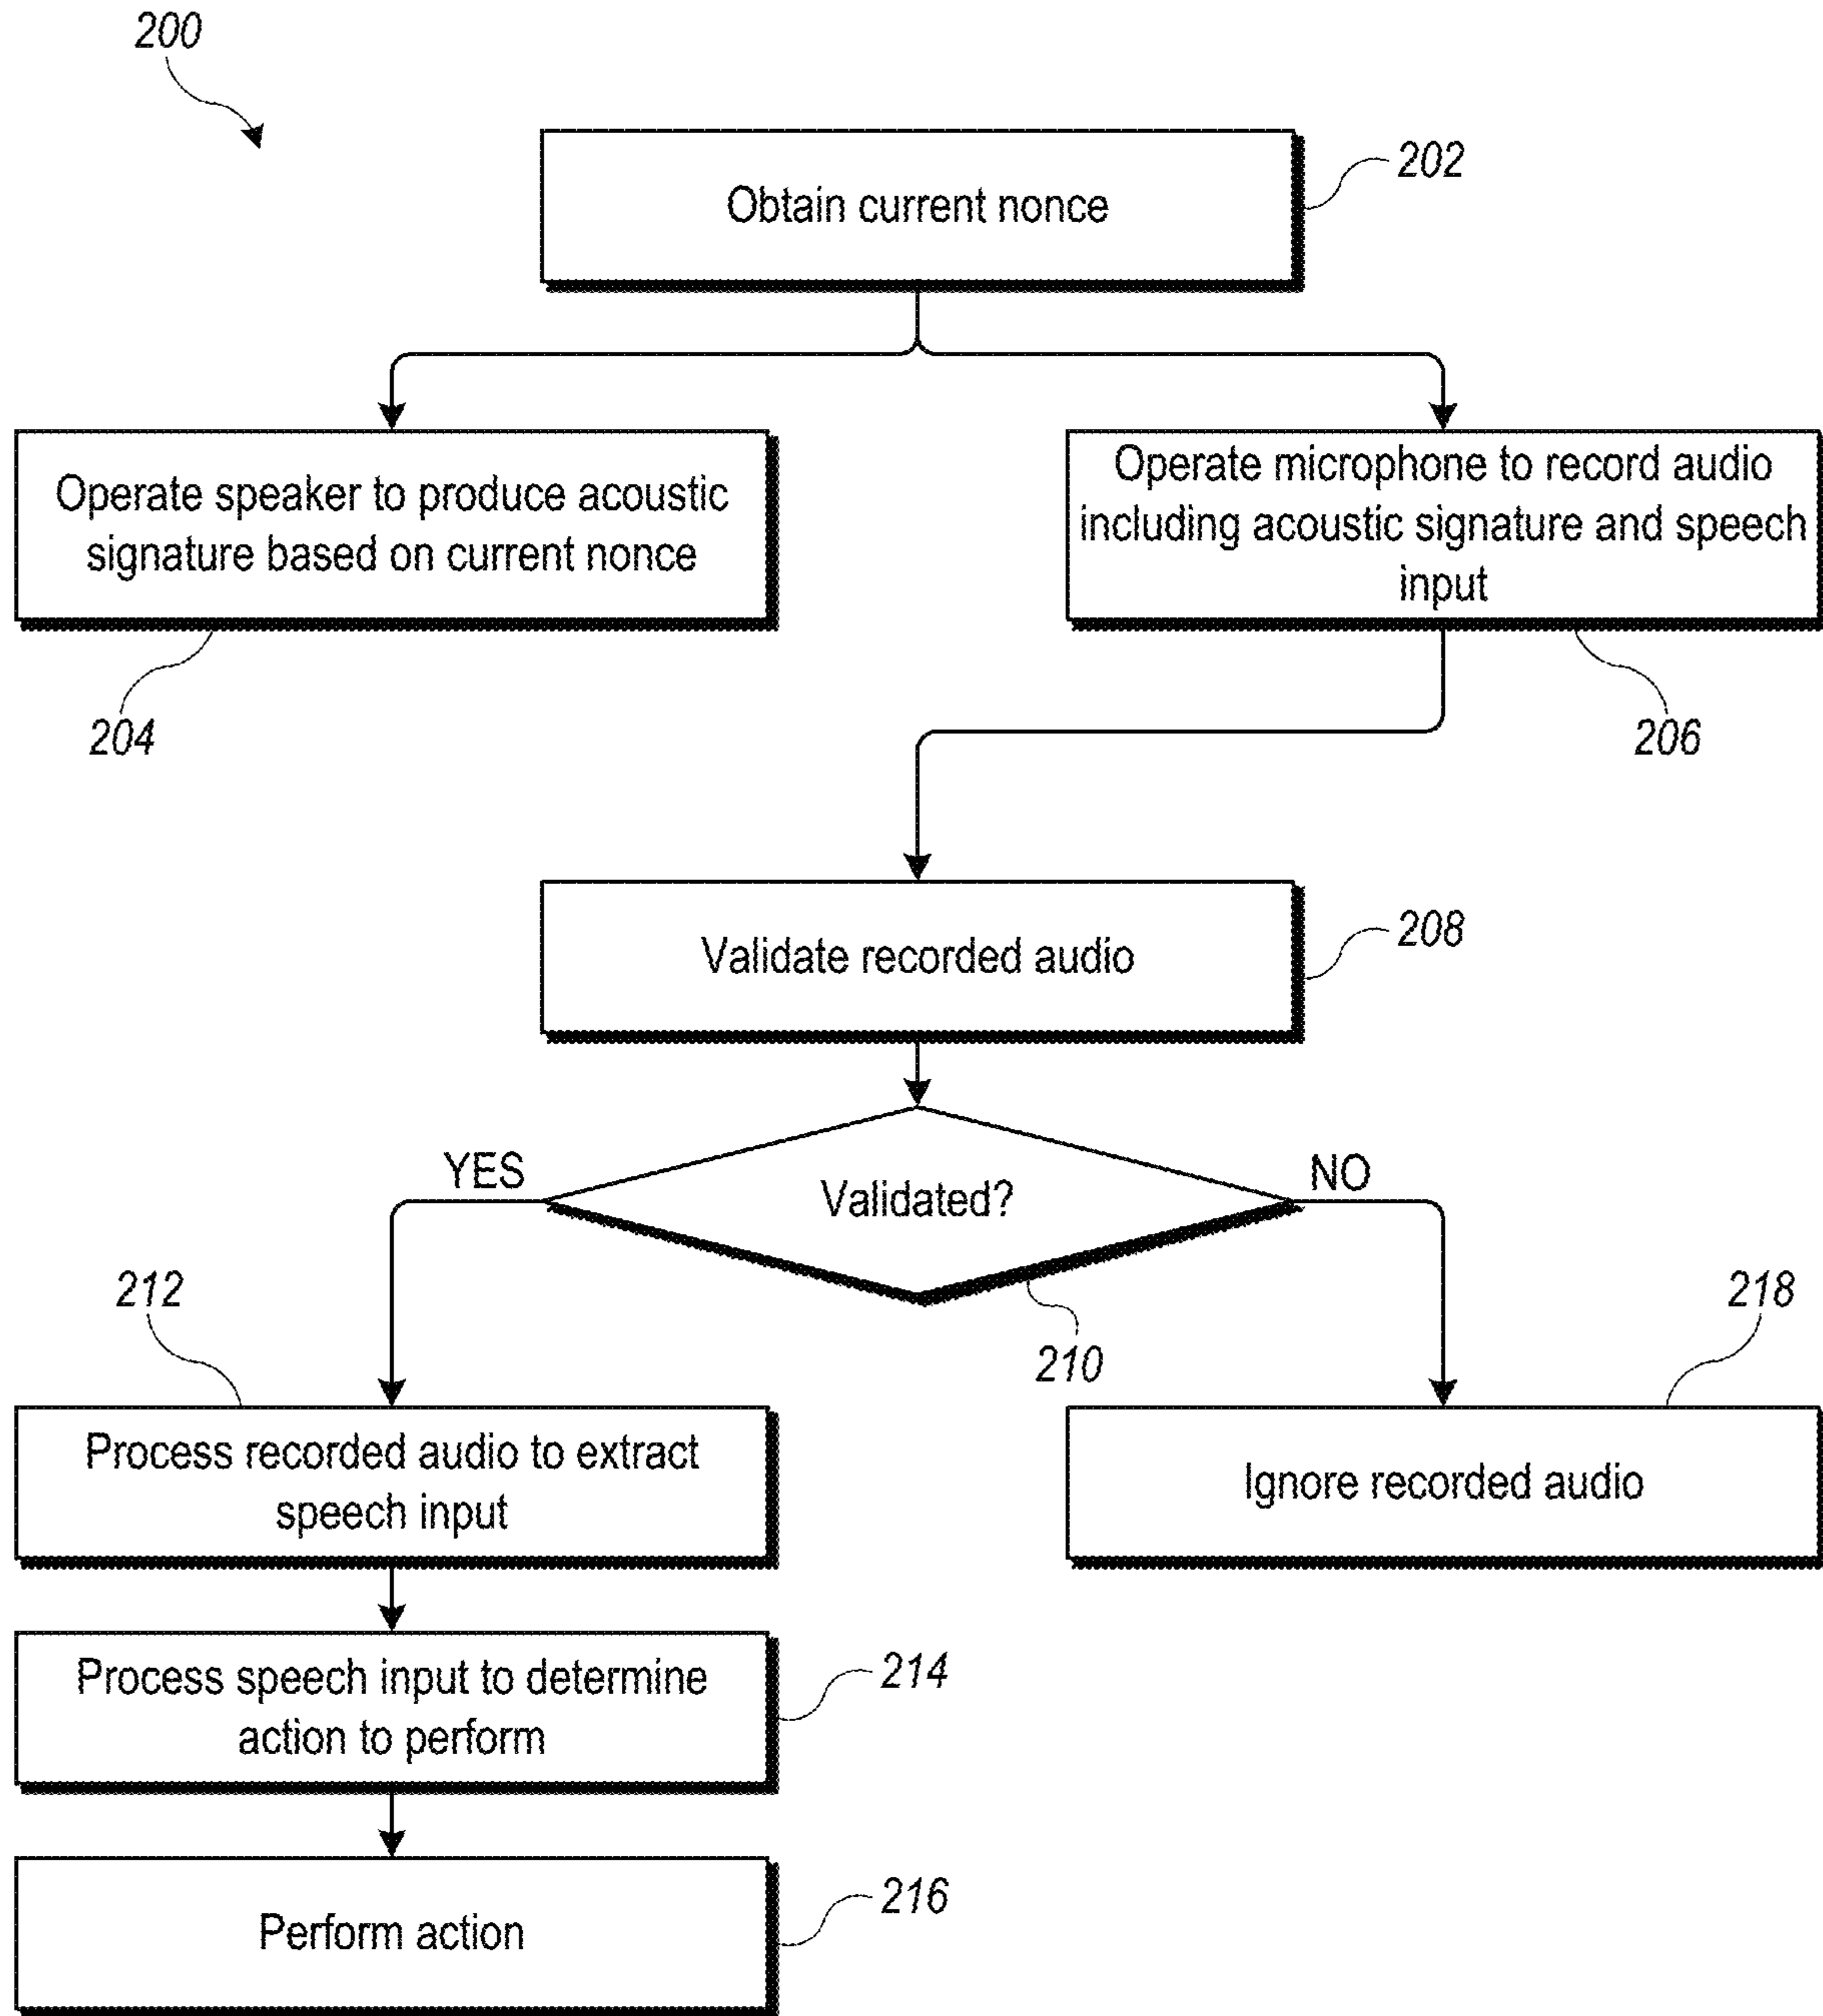 200
Obtain current nonce
202
Operate speaker to produce acoustic
signature based on current nonce
204
Operate microphone to record audio
including acoustic signature and speech
input
206
Validate recorded audio
208
Validated?
YES
NO
210
212
Process recorded audio to extract
speech input
218
Ignore recorded audio
Process speech input to determine
action to perform
214
Perform action
216